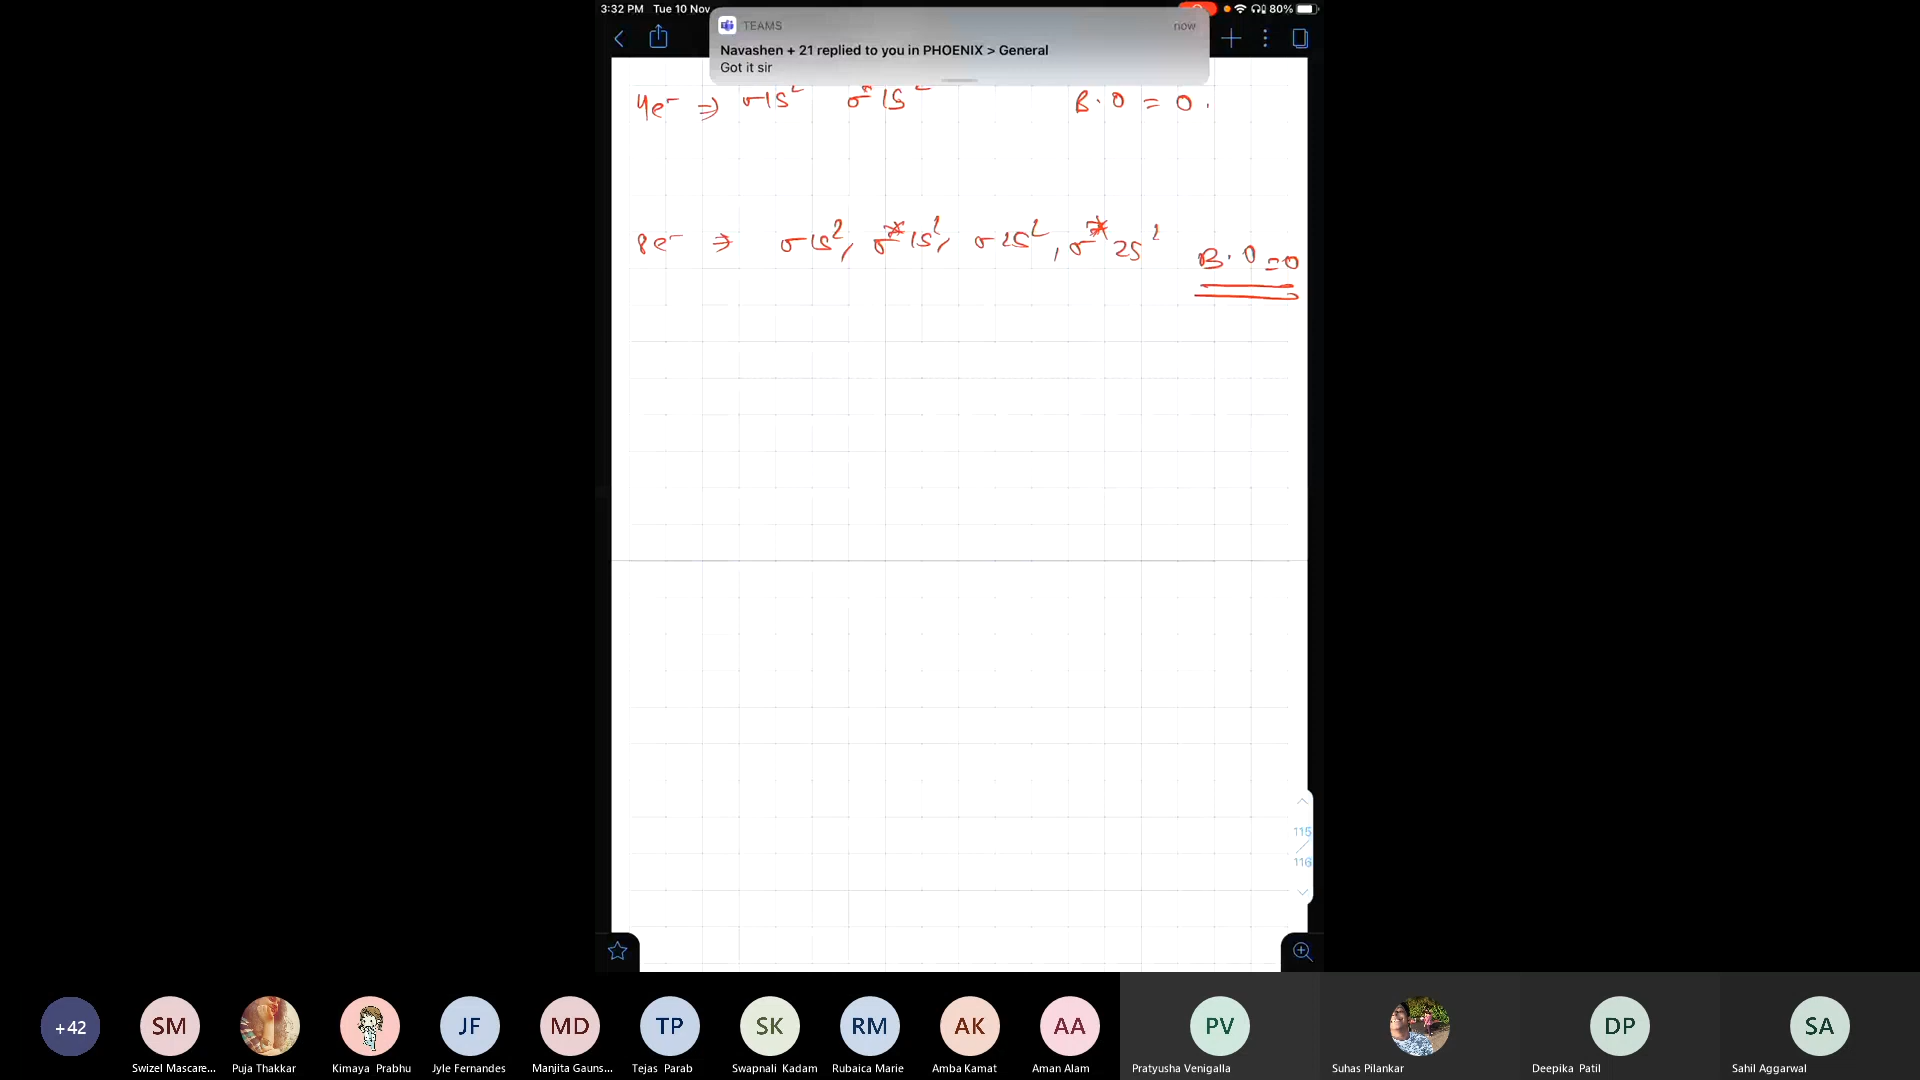 3:32 PM Tue 10 Nov 80%
TEAMS now
Navashen + 21 replied to you in PHOENIX > General
Got it sir
4e⁻ ⇒ σ1s² σ*1s² B.O = 0.
8e⁻ ⇒ σ1s², σ*1s², σ2s², σ*2s² B.O = 0
115
116
+42 SM JF MD TP SK RM AK AA PV DP SA
Swizel Mascare... Puja Thakkar Kimaya Prabhu Jyle Fernandes Manjita Gauns... Tejas Parab Swapnali Kadam Rubaica Marie Amba Kamat Aman Alam Pratyusha Venigalla Suhas Pilankar Deepika Patil Sahil Aggarwal